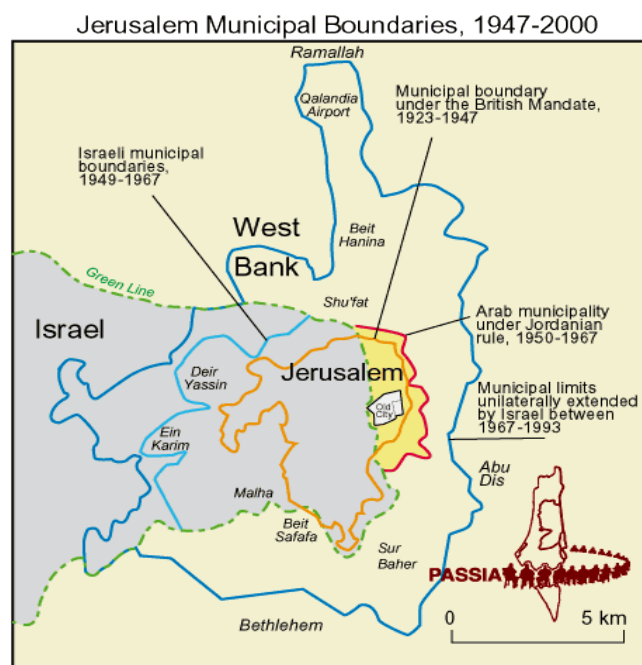 Jerusalem Municipal Boundaries, 1947-2000
Ramallah
Qalandia
Airport
Municipal boundary
under the British Mandate,
1923-1947
Israeli municipal
boundaries,
1949-1967
West
Bank
Beit
Hanina
Green Line
Shu'fat
Israel
Arab municipality
under Jordanian
rule, 1950-1967
Deir
Yassin
Jerusalem
Old
City
Municipal limits
unilaterally extended
by Israel between
1967-1993
Ein
Karim
Abu
Dis
Malha
Beit
Safafa
Sur
Baher
PASSIA
Bethlehem
0 5 km